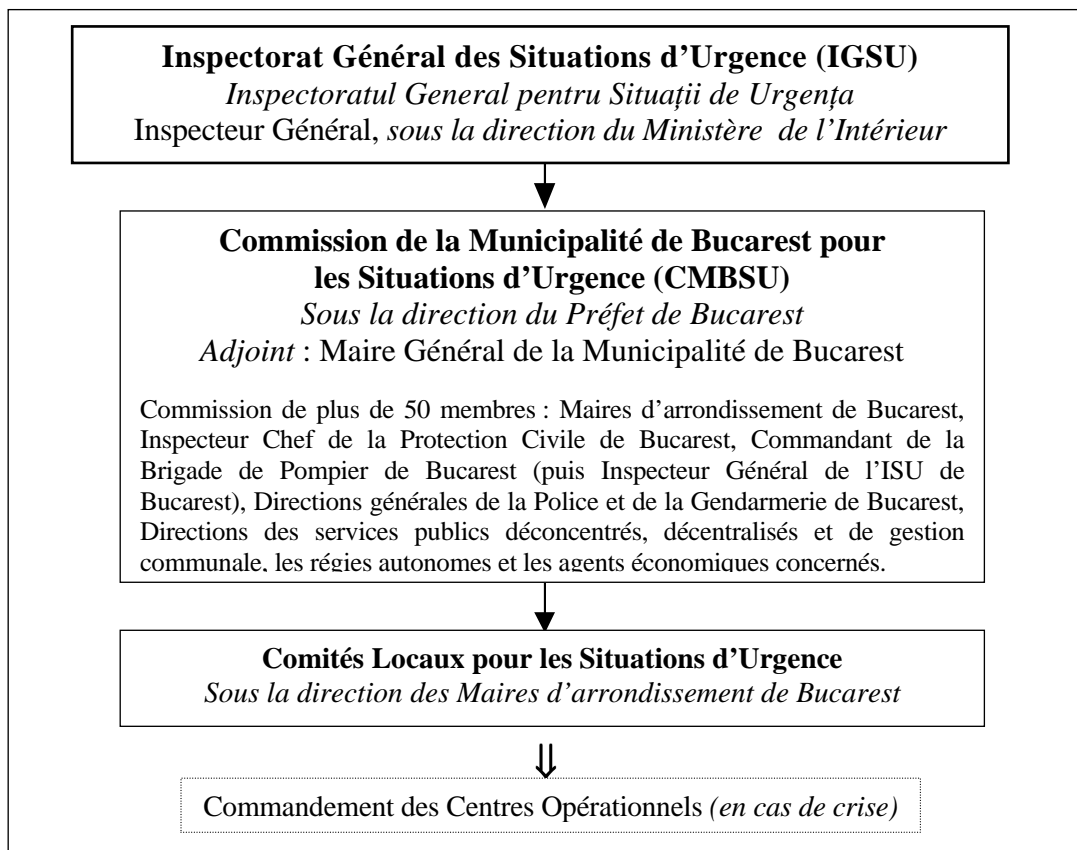 Inspectorat Général des Situations d’Urgence (IGSU)
Inspectoratul General pentru Situații de Urgența
Inspecteur Général, sous la direction du Ministère de l’Intérieur
Commission de la Municipalité de Bucarest pour
les Situations d’Urgence (CMBSU)
Sous la direction du Préfet de Bucarest
Adjoint : Maire Général de la Municipalité de Bucarest
Commission de plus de 50 membres : Maires d’arrondissement de Bucarest,
Inspecteur Chef de la Protection Civile de Bucarest, Commandant de la
Brigade de Pompier de Bucarest (puis Inspecteur Général de l’ISU de
Bucarest), Directions générales de la Police et de la Gendarmerie de Bucarest,
Directions des services publics déconcentrés, décentralisés et de gestion
communale, les régies autonomes et les agents économiques concernés.
Comités Locaux pour les Situations d’Urgence
Sous la direction des Maires d’arrondissement de Bucarest
Commandement des Centres Opérationnels (en cas de crise)